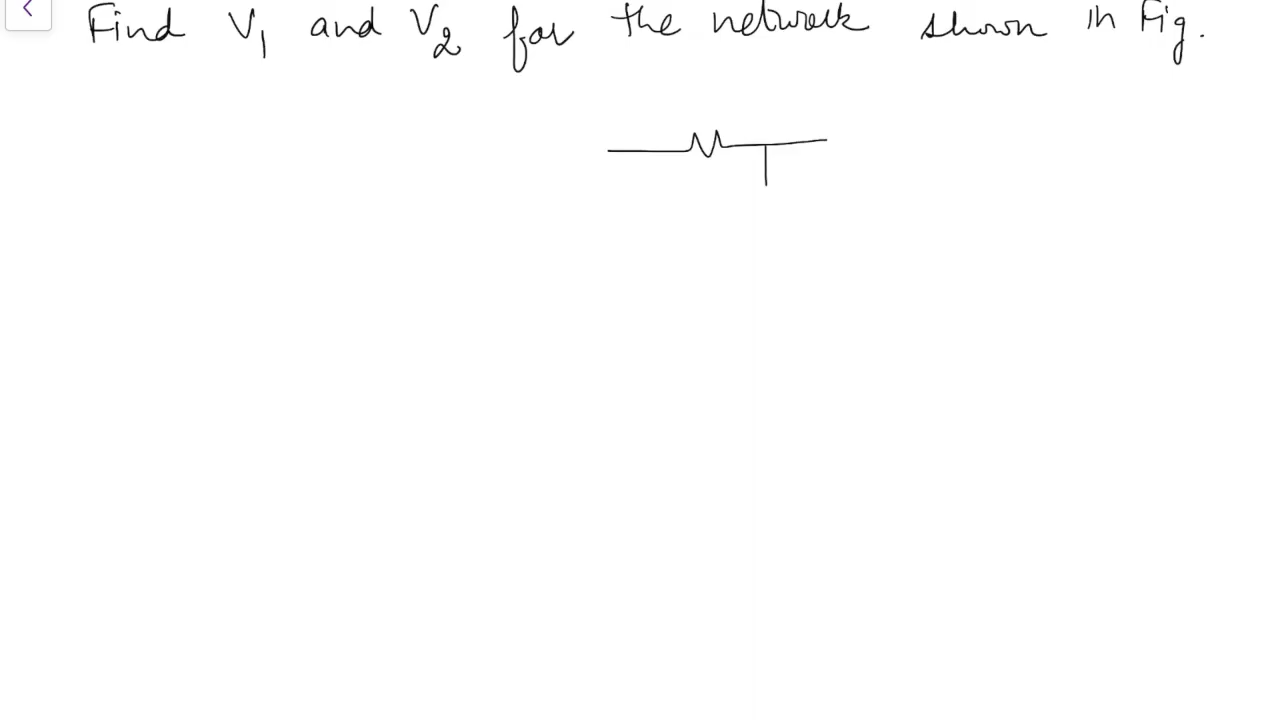 Find V₁ and V₂ for the network shown in Fig.